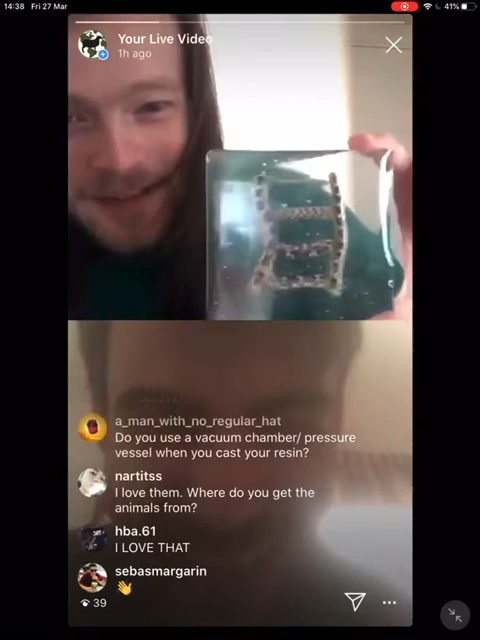 14:38 Fri 27 Mar
41%
Your Live Video
1h ago
a_man_with_no_regular_hat
Do you use a vacuum chamber/ pressure
vessel when you cast your resin?
nartitss
I love them. Where do you get the
animals from?
hba.61
I LOVE THAT
sebasmargarin
👋
39